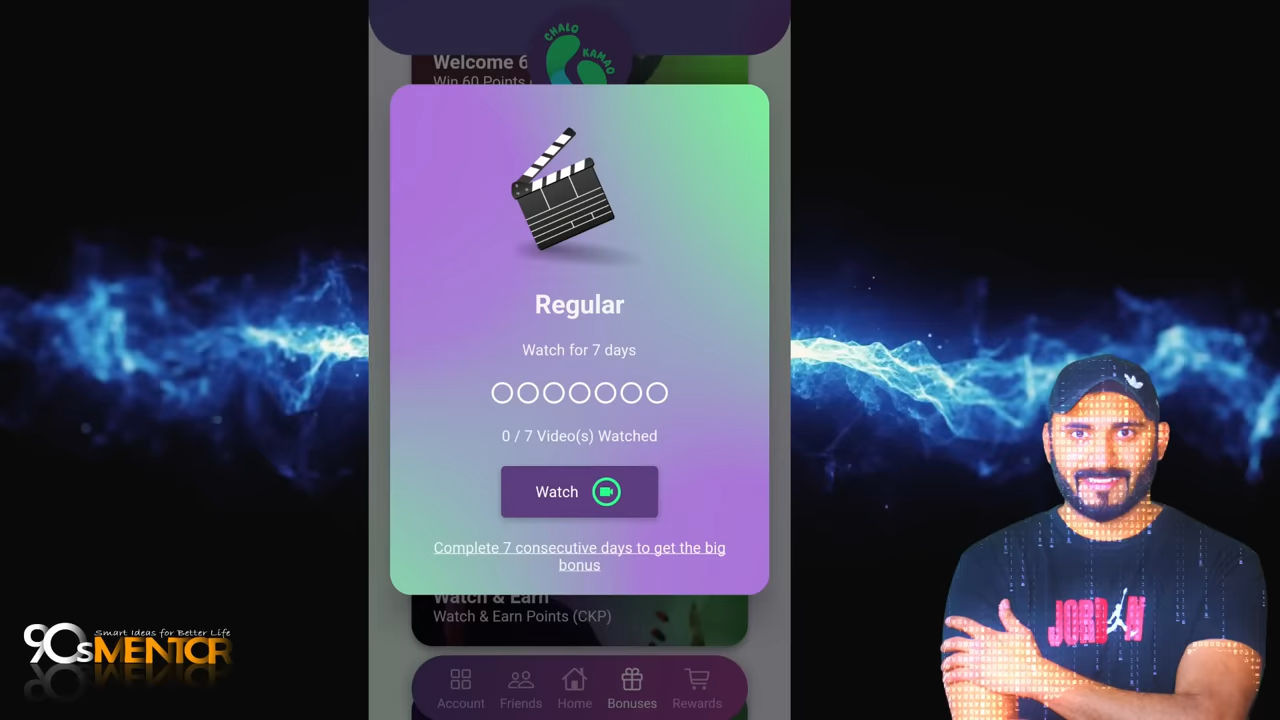 CHALO KAMAO
Welcome 6
Win 60 Points
Regular
Watch for 7 days
0 / 7 Video(s) Watched
Watch
Complete 7 consecutive days to get the big
bonus
Watch & Earn
Watch & Earn Points (CKP)
Account Friends Home Bonuses Rewards
Smart Ideas for Better Life
90sMENTOR